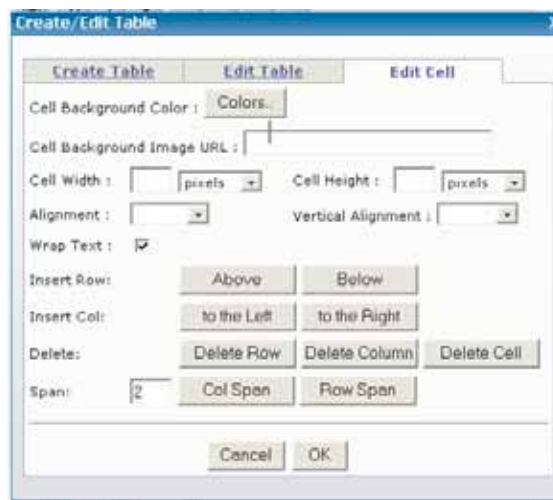 Create/Edit Table
Create Table Edit Table Edit Cell
Cell Background Color : Colors..
Cell Background Image URL :
Cell Width : pixels Cell Height : pixels
Alignment : Vertical Alignment :
Wrap Text :
Insert Row: Above Below
Insert Col: to the Left to the Right
Delete: Delete Row Delete Column Delete Cell
Span: 2 Col Span Row Span
Cancel OK